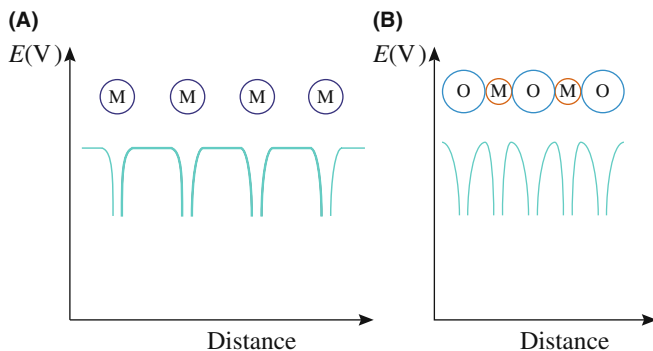 (A)
E(V)
M M M M
Distance
(B)
E(V)
O M O M O
Distance